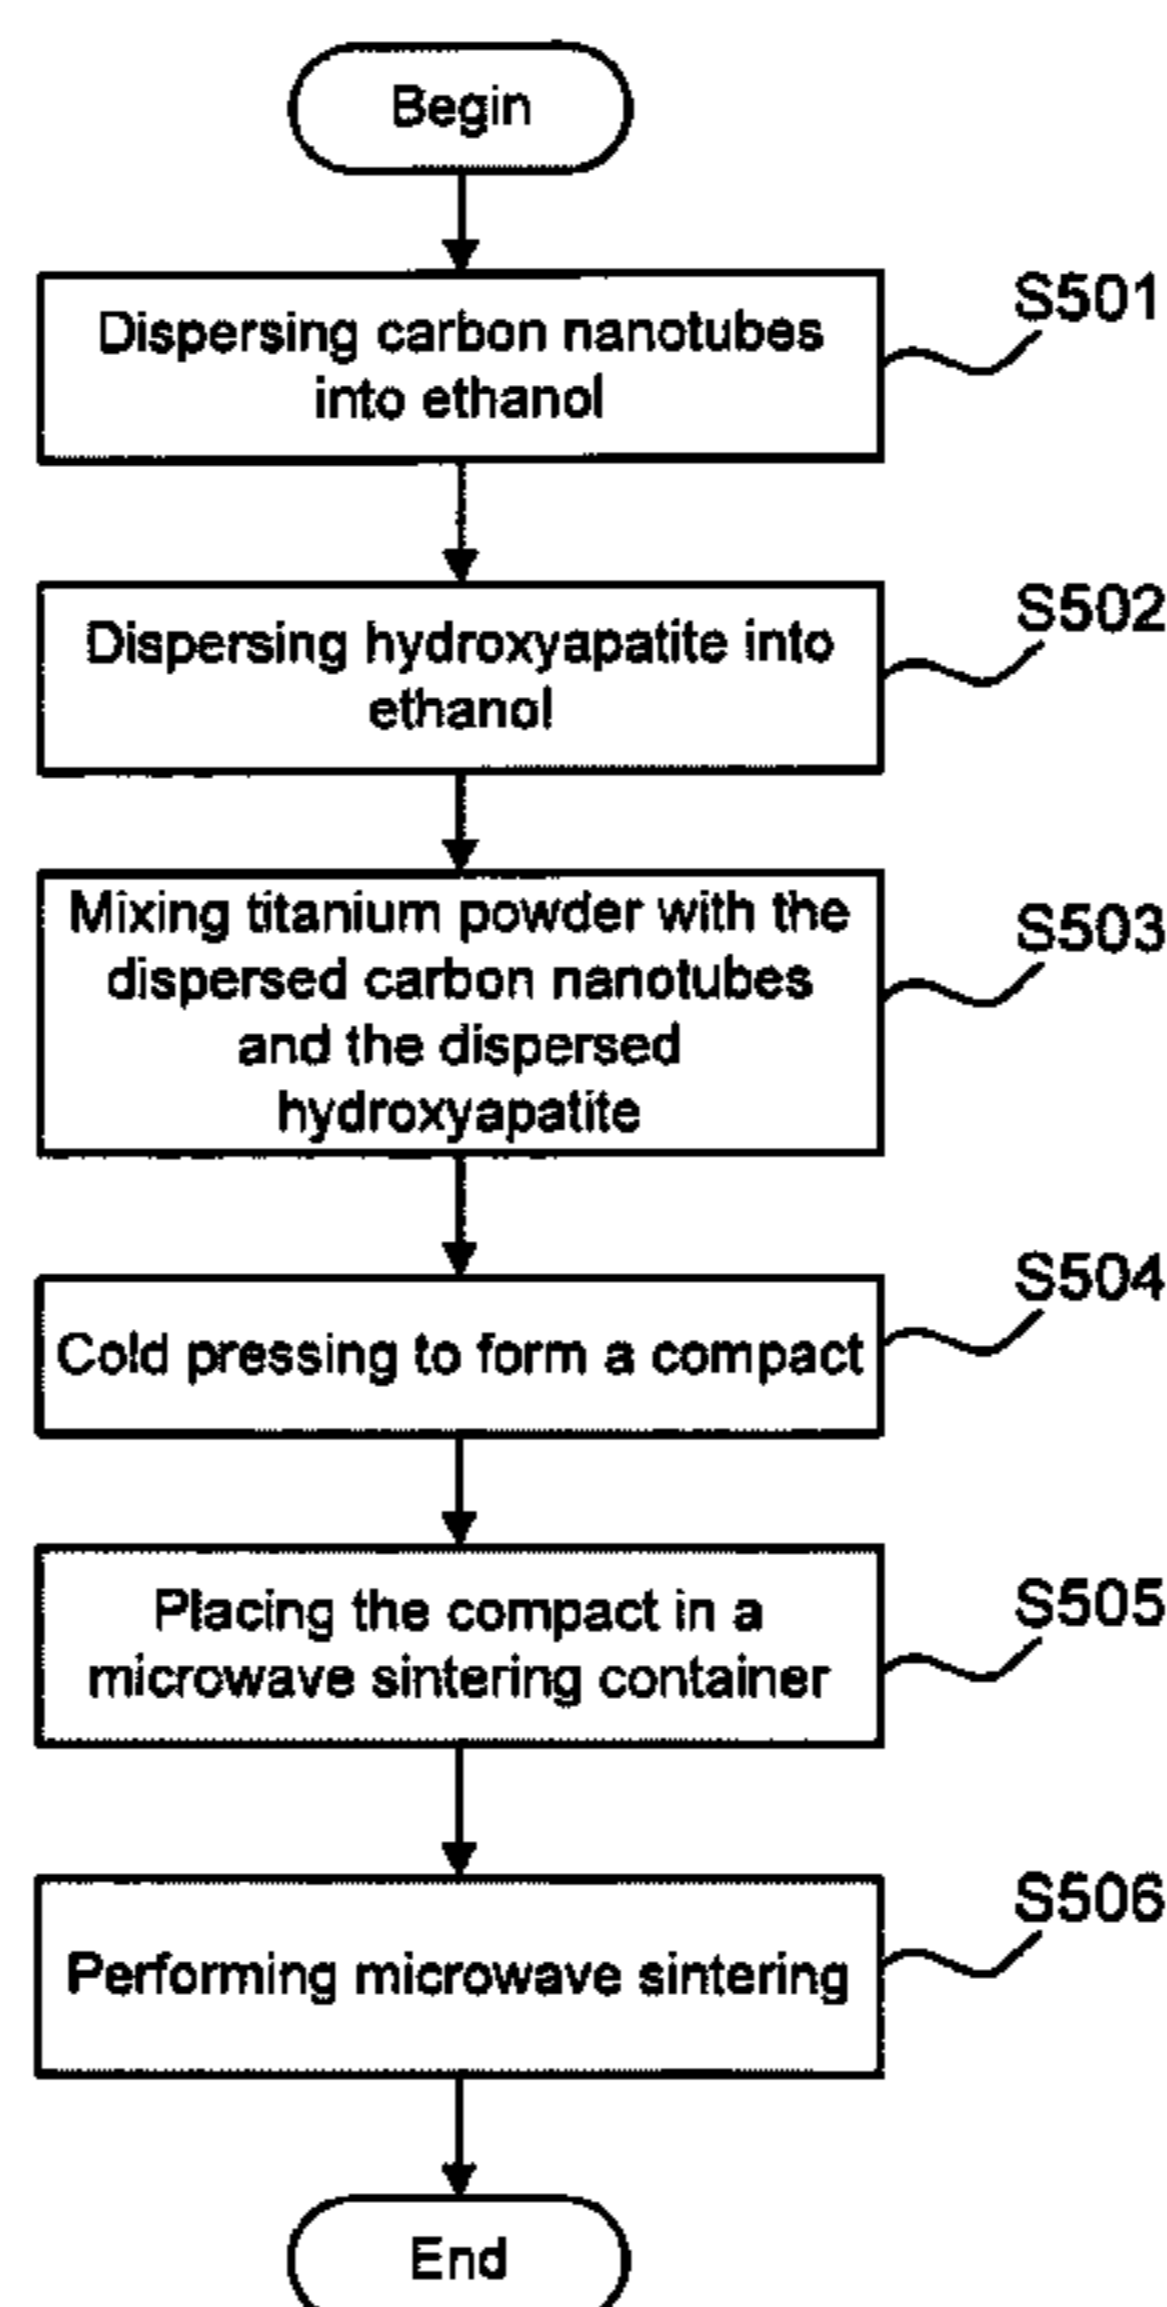 Begin
Dispersing carbon nanotubes
into ethanol
S501
Dispersing hydroxyapatite into
ethanol
S502
Mixing titanium powder with the
dispersed carbon nanotubes
and the dispersed
hydroxyapatite
S503
Cold pressing to form a compact
S504
Placing the compact in a
microwave sintering container
S505
Performing microwave sintering
S506
End